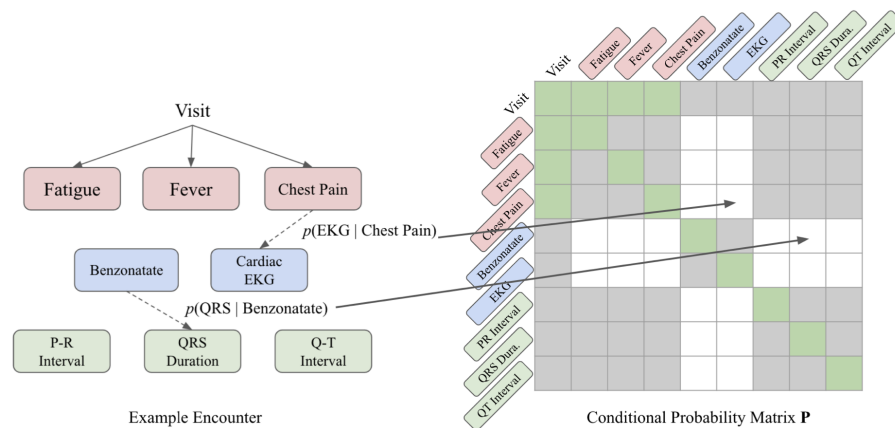 Visit
Fatigue
Fever
Chest Pain
p(EKG | Chest Pain)
Benzonatate
Cardiac
EKG
p(QRS | Benzonatate)
P-R
Interval
QRS
Duration
Q-T
Interval
Example Encounter
Visit
Fatigue
Fever
Chest Pain
Benzonatate
EKG
PR Interval
QRS Dura.
QT Interval
Visit
Fatigue
Fever
Chest Pain
Benzonatate
EKG
PR Interval
QRS Dura.
QT Interval
Conditional Probability Matrix P